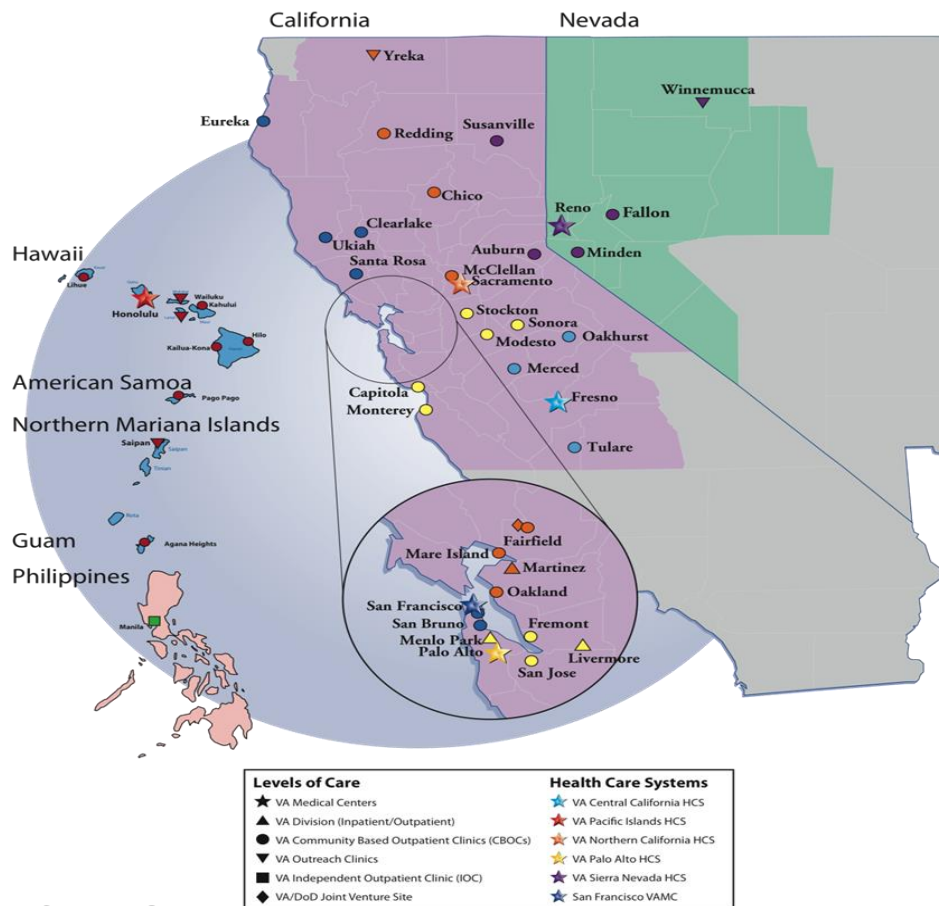 California
Nevada
Yreka
Winnemucca
Eureka
Redding
Susanville
Chico
Reno
Fallon
Clearlake
Ukiah
Auburn
Minden
Santa Rosa
McClellan
Sacramento
Hawaii
Lihue
Honolulu
Wailuku
Kahului
Kailua-Kona
Hilo
Stockton
Sonora
Modesto
Oakhurst
Merced
American Samoa
Pago Pago
Capitola
Monterey
Fresno
Northern Mariana Islands
Saipan
Saipan
Tinian
Tulare
Rota
Guam
Agana Heights
Philippines
Manila
Fairfield
Mare Island
Martinez
Oakland
San Francisco
San Bruno
Fremont
Menlo Park
Palo Alto
Livermore
San Jose
Levels of Care
VA Medical Centers
VA Division (Inpatient/Outpatient)
VA Community Based Outpatient Clinics (CBOCs)
VA Outreach Clinics
VA Independent Outpatient Clinic (IOC)
VA/DoD Joint Venture Site
Health Care Systems
VA Central California HCS
VA Pacific Islands HCS
VA Northern California HCS
VA Palo Alto HCS
VA Sierra Nevada HCS
San Francisco VAMC